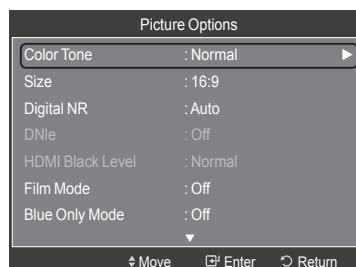 Picture Options
Color Tone : Normal ▶
Size : 16:9
Digital NR : Auto
DNIe : Off
HDMI Black Level : Normal
Film Mode : Off
Blue Only Mode : Off
▼
Move Enter Return